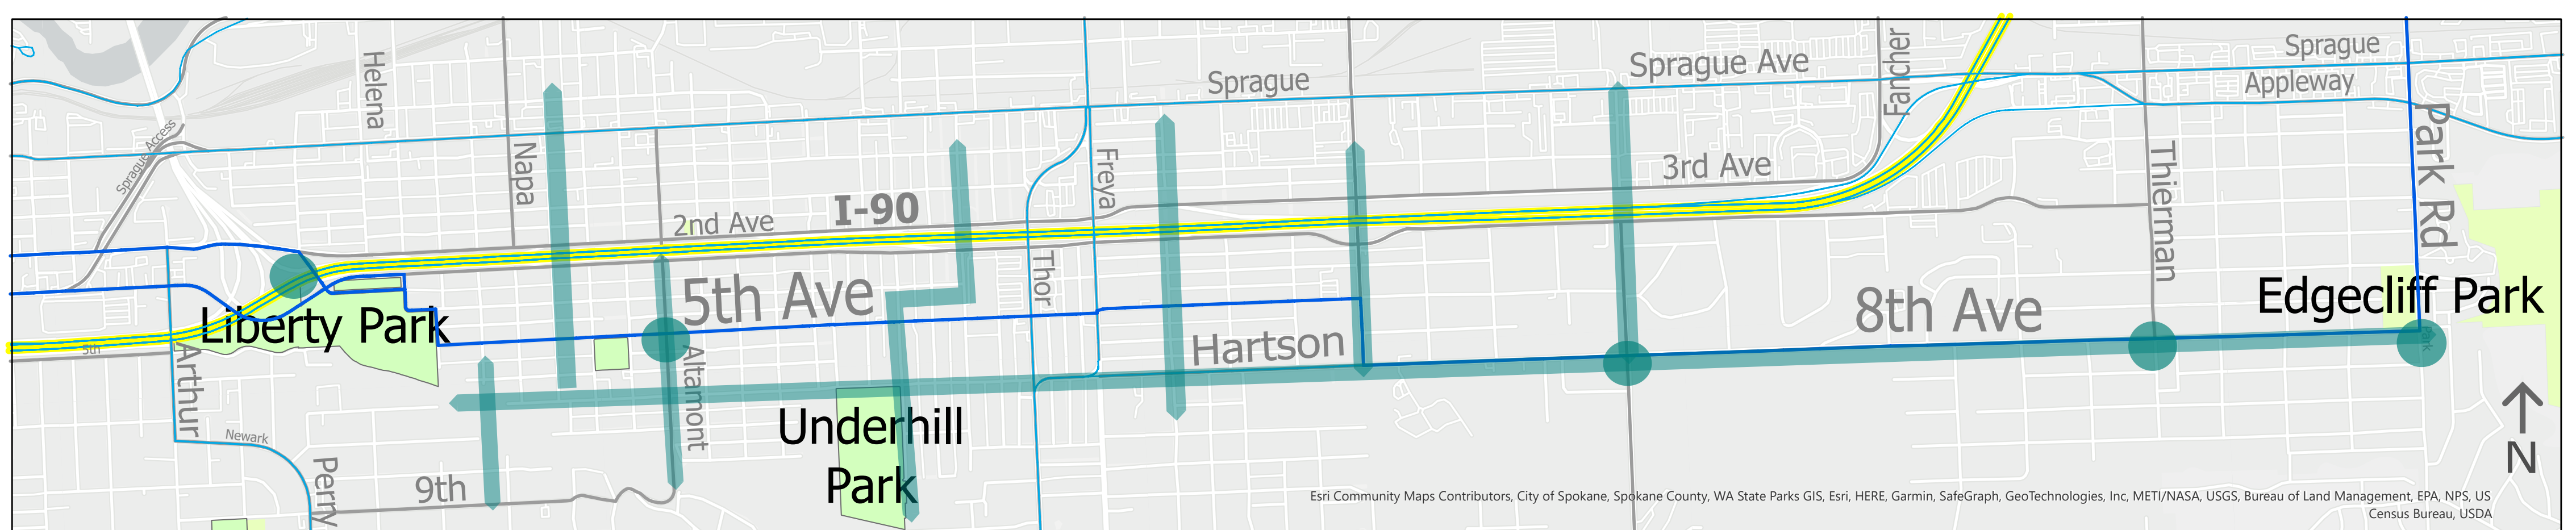 Sprague
Sprague Ave
Sprague
Appleway
Helena
Fancher
Sprague Access
Napa
Freya
3rd Ave
Thierman
Park Rd
2nd Ave
I-90
Thor
5th Ave
8th Ave
Edgecliff Park
Liberty Park
5th
Arthur
Altamont
Hartson
Park
Underhill
Park
Newark
Perry
9th
N
Esri Community Maps Contributors, City of Spokane, Spokane County, WA State Parks GIS, Esri, HERE, Garmin, SafeGraph, GeoTechnologies, Inc, METI/NASA, USGS, Bureau of Land Management, EPA, NPS, US
Census Bureau, USDA